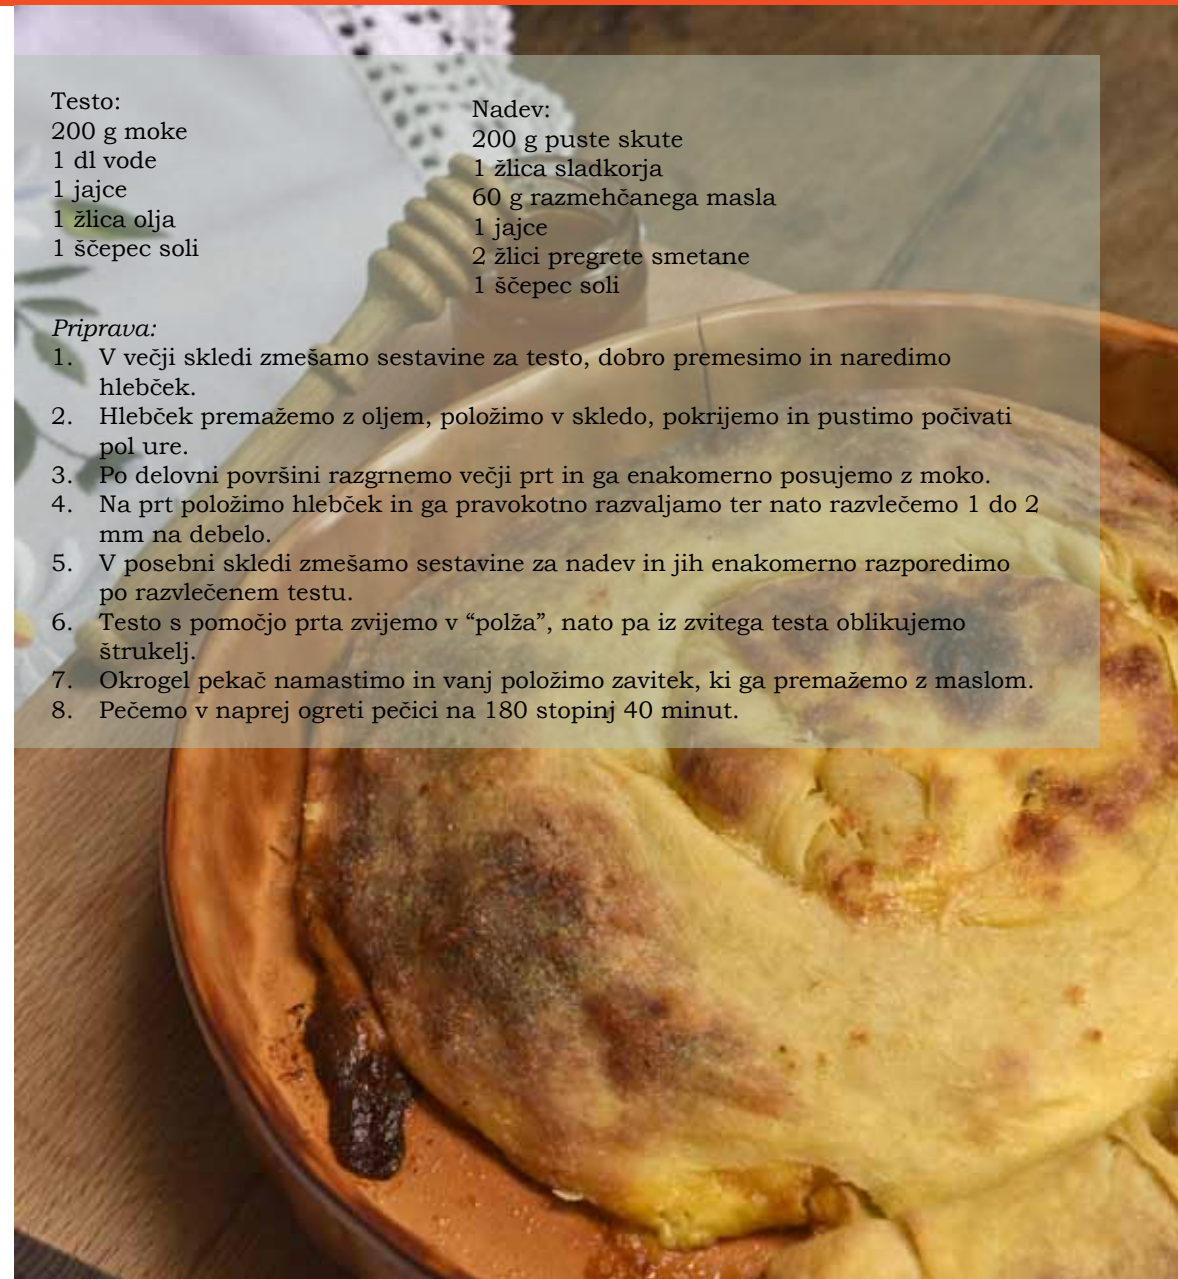 Testo:
200 g moke
1 dl vode
1 jajce
1 žlica olja
1 ščepec soli
Nadev:
200 g puste skute
1 žlica sladkorja
60 g razmehčanega masla
1 jajce
2 žlici pregrete smetane
1 ščepec soli
Priprava:
1. V večji skledi zmešamo sestavine za testo, dobro premesimo in naredimo
hlebček.
2. Hlebček premažemo z oljem, položimo v skledo, pokrijemo in pustimo počivati
pol ure.
3. Po delovni površini razgrnemo večji prt in ga enakomerno posujemo z moko.
4. Na prt položimo hlebček in ga pravokotno razvaljamo ter nato razvlečemo 1 do 2
mm na debelo.
5. V posebni skledi zmešamo sestavine za nadev in jih enakomerno razporedimo
po razvlečenem testu.
6. Testo s pomočjo prta zvijemo v “polža”, nato pa iz zvitega testa oblikujemo
štrukelj.
7. Okrogel pekač namastimo in vanj položimo zavitek, ki ga premažemo z maslom.
8. Pečemo v naprej ogreti pečici na 180 stopinj 40 minut.